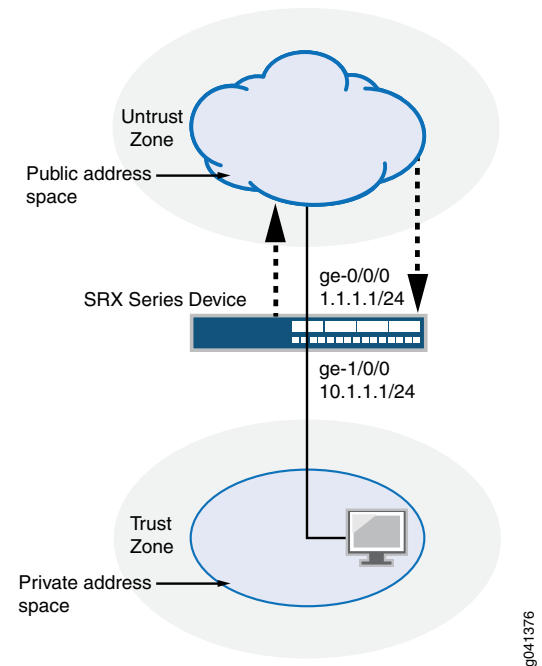 Untrust
Zone
Public address
space
ge-0/0/0
1.1.1.1/24
SRX Series Device
ge-1/0/0
10.1.1.1/24
Trust
Zone
Private address
space
g041376